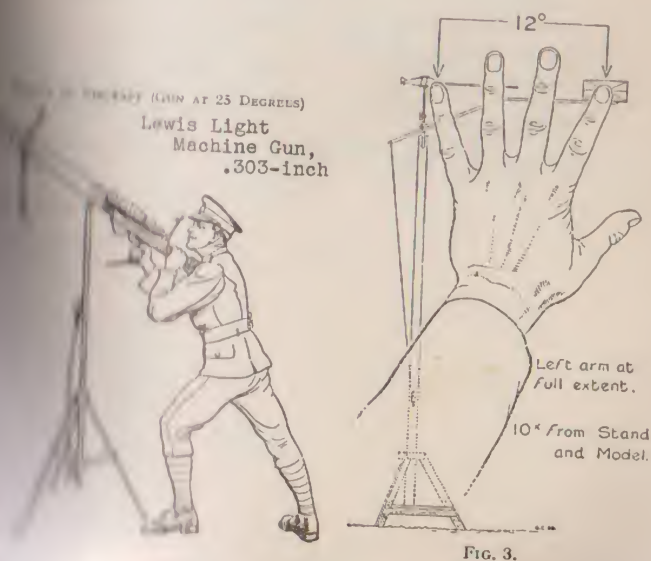 (GUN AT 25 DEGREES)
Lewis Light
Machine Gun,
.303-inch
12°
Left arm at
full extent.
10ˣ from Stand
and Model.
FIG. 3.